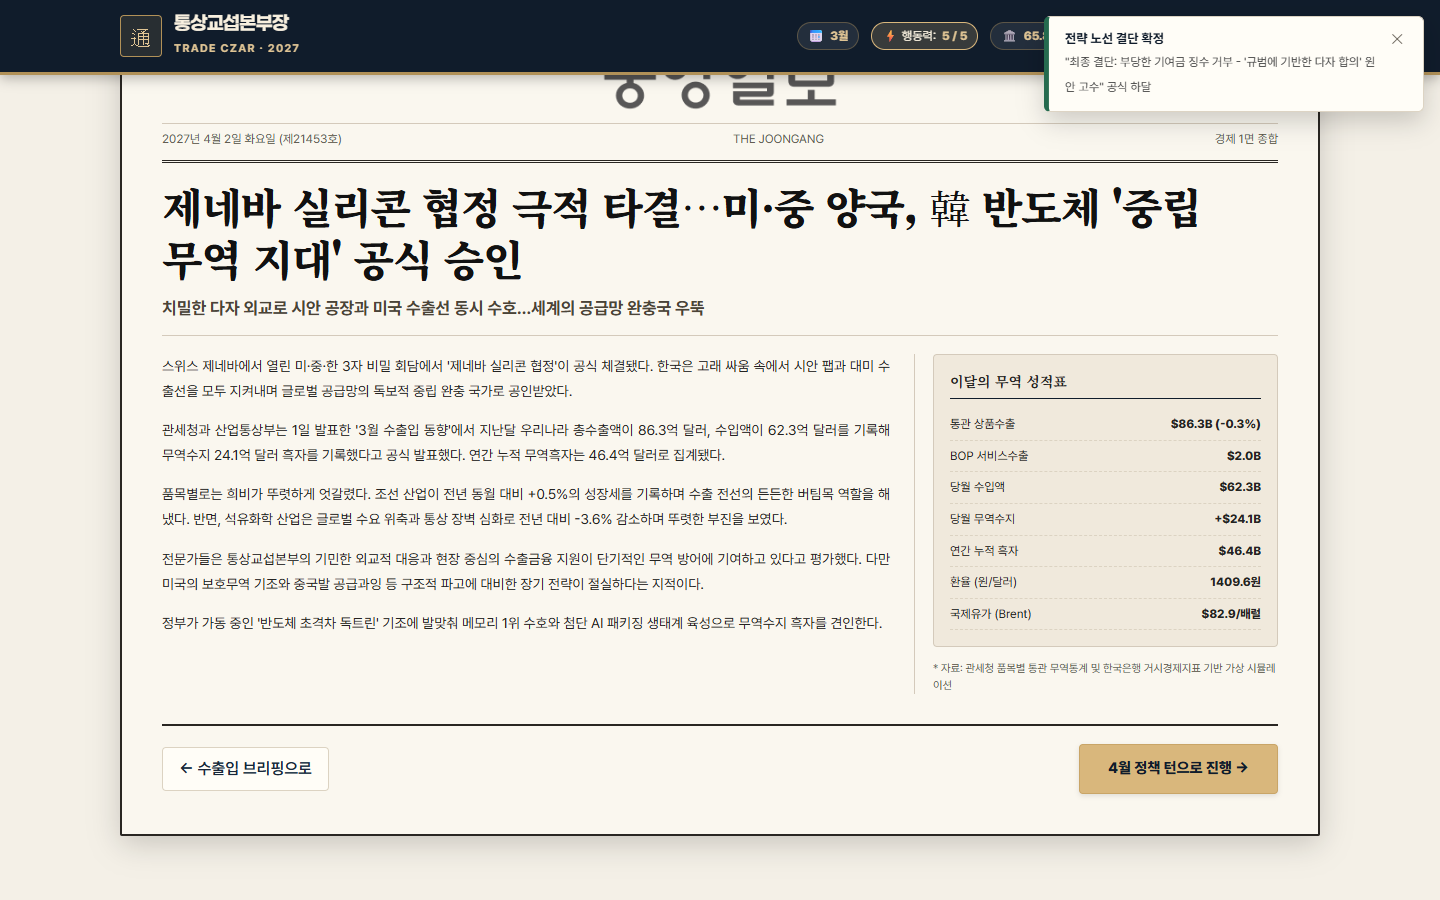 通
통상교섭본부장
TRADE CZAR · 2027
3월
행동력: 5 / 5
65.
전략 노선 결단 확정
"최종 결단: 부당한 기여금 징수 거부 - '규범에 기반한 다자 합의' 원
안 고수" 공식 하달
중앙일보
2027년 4월 2일 화요일 (제21453호)
THE JOONGANG
경제 1면 종합
제네바 실리콘 협정 극적 타결…미·중 양국, 韓 반도체 '중립
무역 지대' 공식 승인
치밀한 다자 외교로 시안 공장과 미국 수출선 동시 수호...세계의 공급망 완충국 우뚝
스위스 제네바에서 열린 미·중·한 3자 비밀 회담에서 '제네바 실리콘 협정'이 공식 체결됐다. 한국은 고래 싸움 속에서 시안 팹과 대미 수
출선을 모두 지켜내며 글로벌 공급망의 독보적 중립 완충 국가로 공인받았다.
관세청과 산업통상부는 1일 발표한 '3월 수출입 동향'에서 지난달 우리나라 총수출액이 86.3억 달러, 수입액이 62.3억 달러를 기록해
무역수지 24.1억 달러 흑자를 기록했다고 공식 발표했다. 연간 누적 무역흑자는 46.4억 달러로 집계됐다.
품목별로는 희비가 뚜렷하게 엇갈렸다. 조선 산업이 전년 동월 대비 +0.5%의 성장세를 기록하며 수출 전선의 든든한 버팀목 역할을 해
냈다. 반면, 석유화학 산업은 글로벌 수요 위축과 통상 장벽 심화로 전년 대비 -3.6% 감소하며 뚜렷한 부진을 보였다.
전문가들은 통상교섭본부의 기민한 외교적 대응과 현장 중심의 수출금융 지원이 단기적인 무역 방어에 기여하고 있다고 평가했다. 다만
미국의 보호무역 기조와 중국발 공급과잉 등 구조적 파고에 대비한 장기 전략이 절실하다는 지적이다.
정부가 가동 중인 '반도체 초격차 독트린' 기조에 발맞춰 메모리 1위 수호와 첨단 AI 패키징 생태계 육성으로 무역수지 흑자를 견인한다.
이달의 무역 성적표
통관 상품수출 $86.3B (-0.3%)
BOP 서비스수출 $2.0B
당월 수입액 $62.3B
당월 무역수지 +$24.1B
연간 누적 흑자 $46.4B
환율 (원/달러) 1409.6원
국제유가 (Brent) $82.9/배럴
* 자료: 관세청 품목별 통관 무역통계 및 한국은행 거시경제지표 기반 가상 시뮬레
이션
← 수출입 브리핑으로
4월 정책 턴으로 진행 →